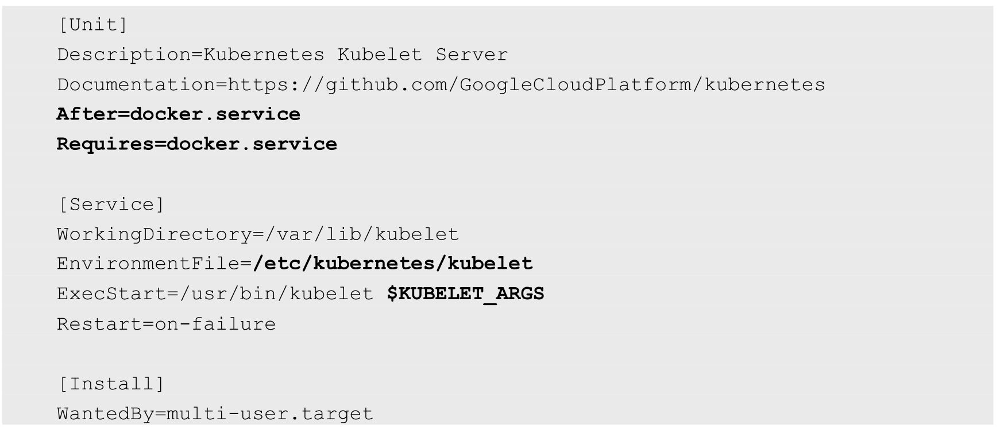 [Unit]
Description=Kubernetes Kubelet Server
Documentation=https://github.com/GoogleCloudPlatform/kubernetes
After=docker.service
Requires=docker.service
[Service]
WorkingDirectory=/var/lib/kubelet
EnvironmentFile=/etc/kubernetes/kubelet
ExecStart=/usr/bin/kubelet $KUBELET_ARGS
Restart=on-failure
[Install]
WantedBy=multi-user.target